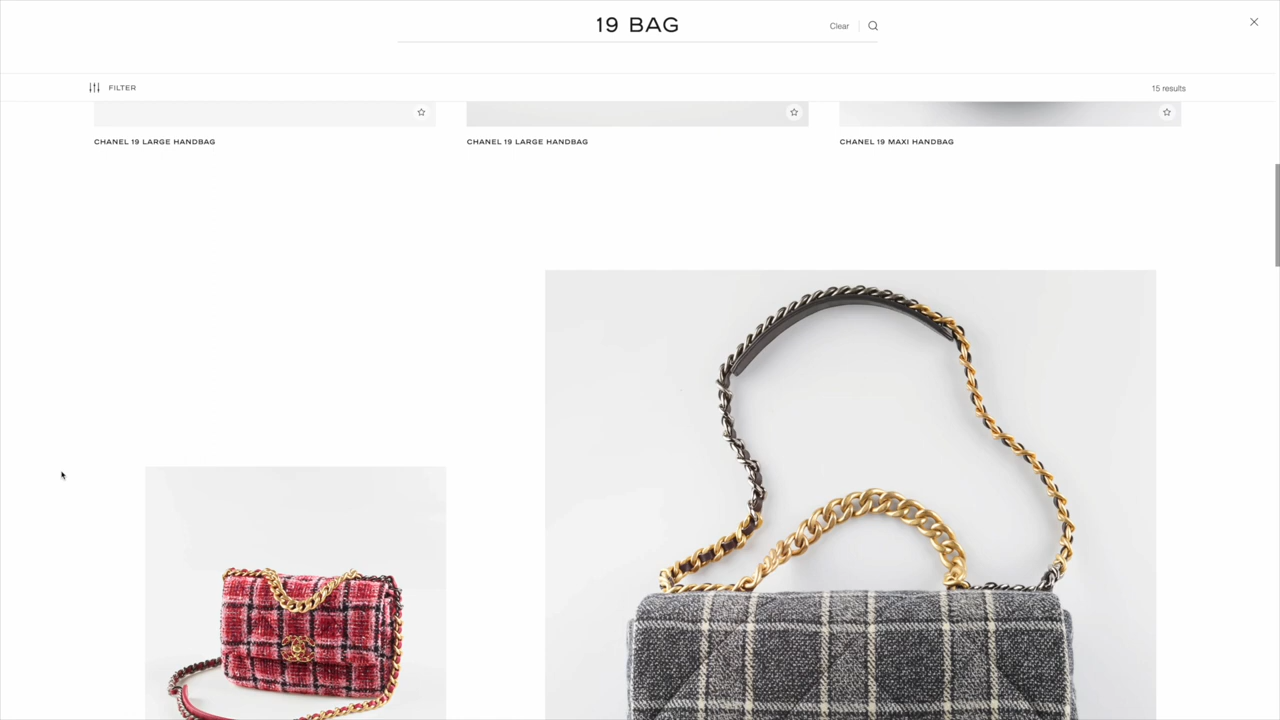 19 BAG
Clear
FILTER
15 results
CHANEL 19 LARGE HANDBAG
CHANEL 19 LARGE HANDBAG
CHANEL 19 MAXI HANDBAG